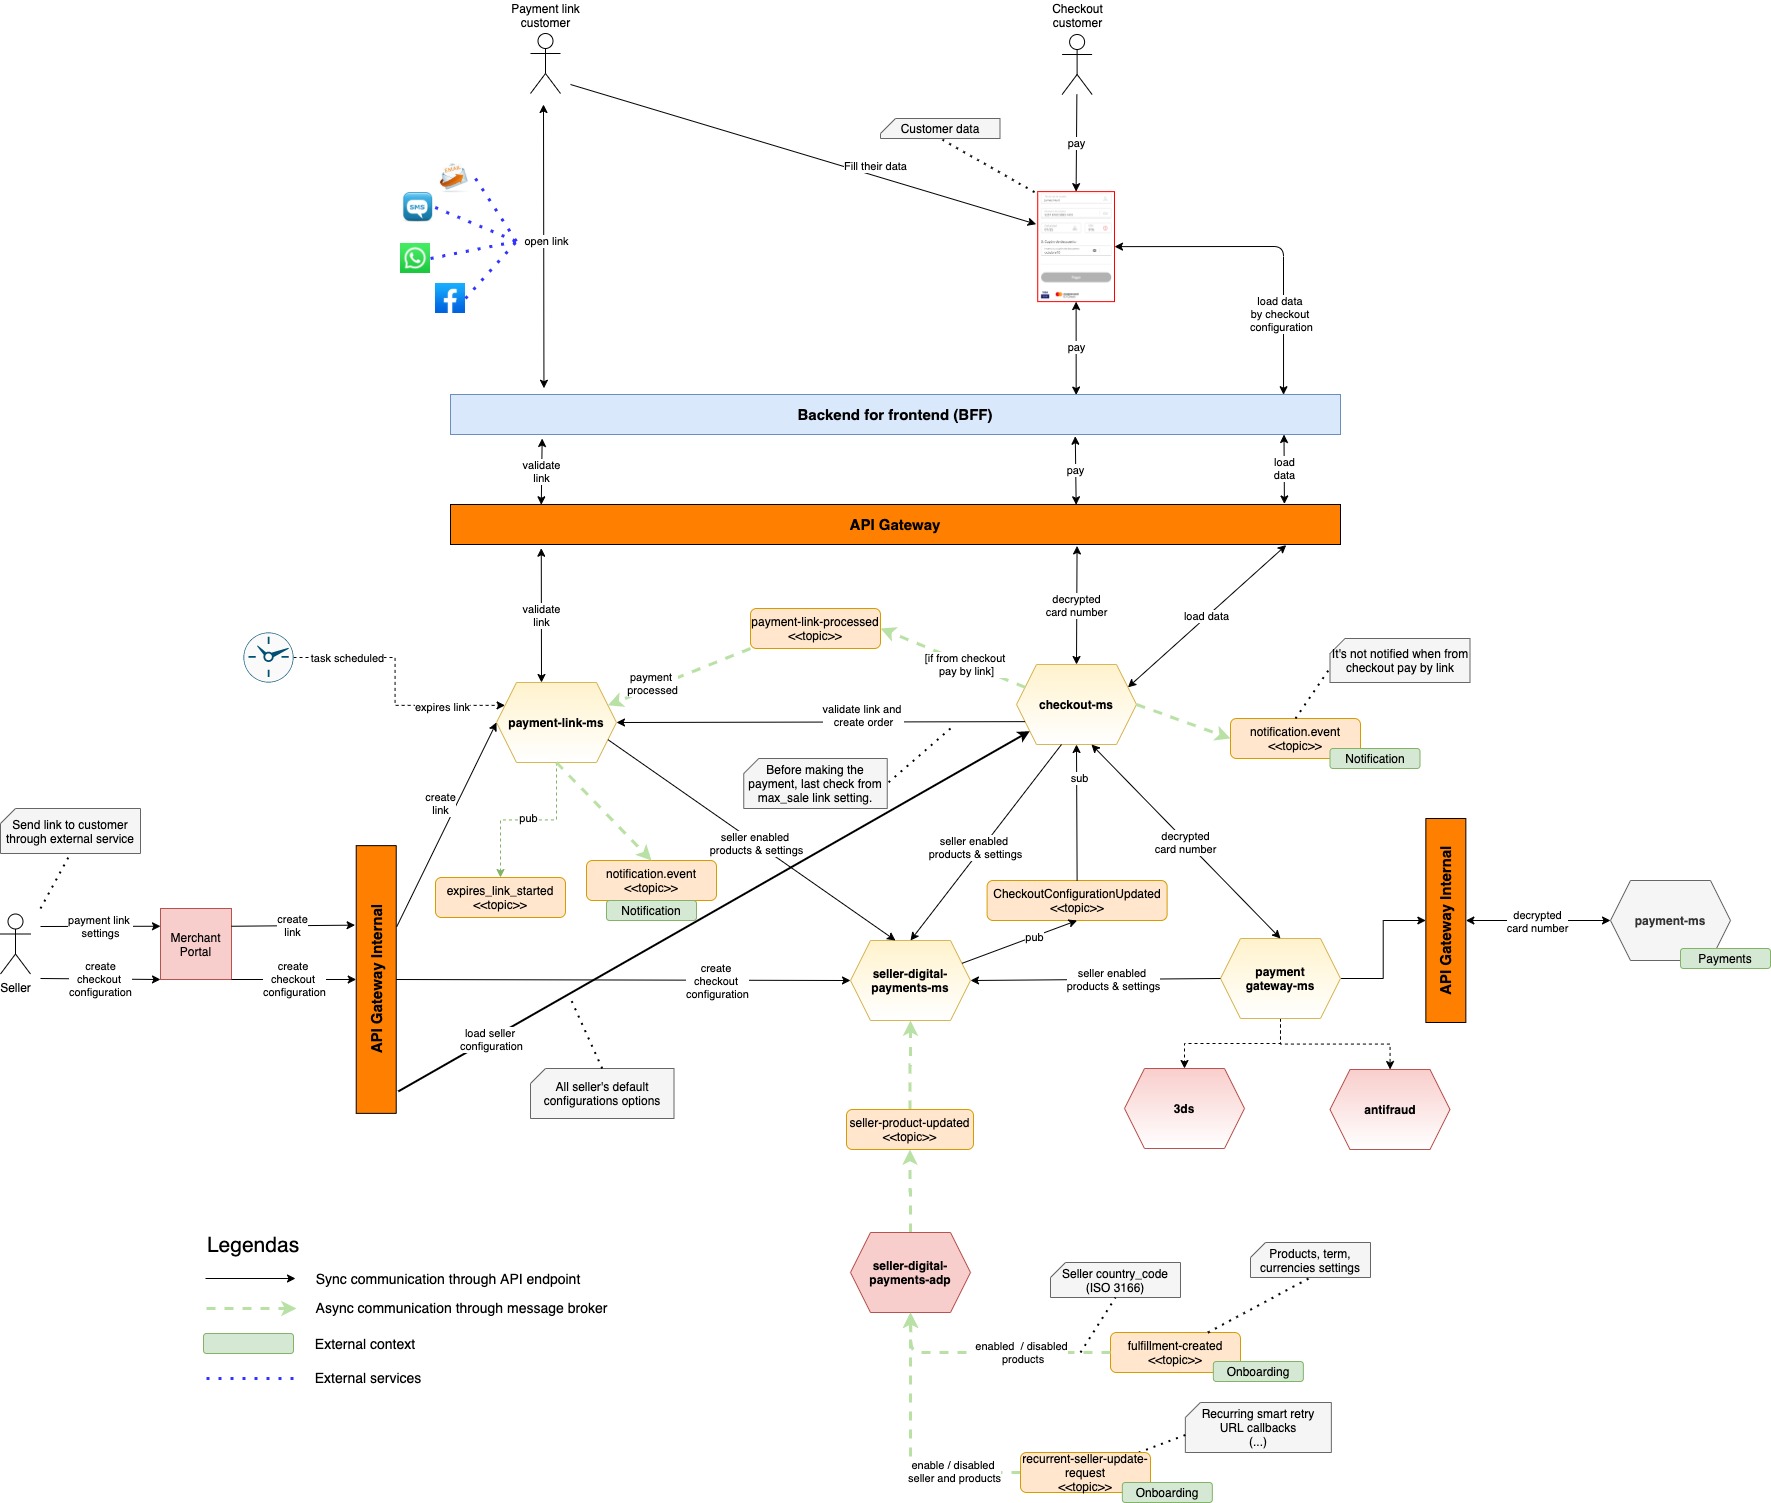 Payment link
customer
Checkout
customer
Customer data
pay
Fill their data
EMAIL
SMS
open link
load data
by checkout
configuration
pay
Backend for frontend (BFF)
validate
link
pay
load
data
API Gateway
validate
link
decrypted
card number
load data
payment-link-processed
<<topic>>
[if from checkout
pay by link]
It's not notified when from
checkout pay by link
task scheduled
payment
processed
expires link
payment-link-ms
validate link and
create order
checkout-ms
notification.event
<<topic>>
Notification
Before making the
payment, last check from
max_sale link setting.
sub
create
link
pub
seller enabled
products & settings
seller enabled
products & settings
decrypted
card number
Send link to customer
through external service
expires_link_started
<<topic>>
notification.event
<<topic>>
Notification
CheckoutConfigurationUpdated
<<topic>>
pub
Seller
payment link
settings
create
checkout
configuration
Merchant
Portal
create
link
create
checkout
configuration
API Gateway Internal
create
checkout
configuration
seller-digital-
payments-ms
seller enabled
products & settings
payment
gateway-ms
API Gateway Internal
decrypted
card number
payment-ms
Payments
load seller
configuration
All seller's default
configurations options
3ds
antifraud
seller-product-updated
<<topic>>
seller-digital-
payments-adp
Seller country_code
(ISO 3166)
Products, term,
currencies settings
enabled / disabled
products
fulfillment-created
<<topic>>
Onboarding
Recurring smart retry
URL callbacks
(...)
enable / disabled
seller and products
recurrent-seller-update-
request
<<topic>>
Onboarding
Legendas
Sync communication through API endpoint
Async communication through message broker
External context
External services